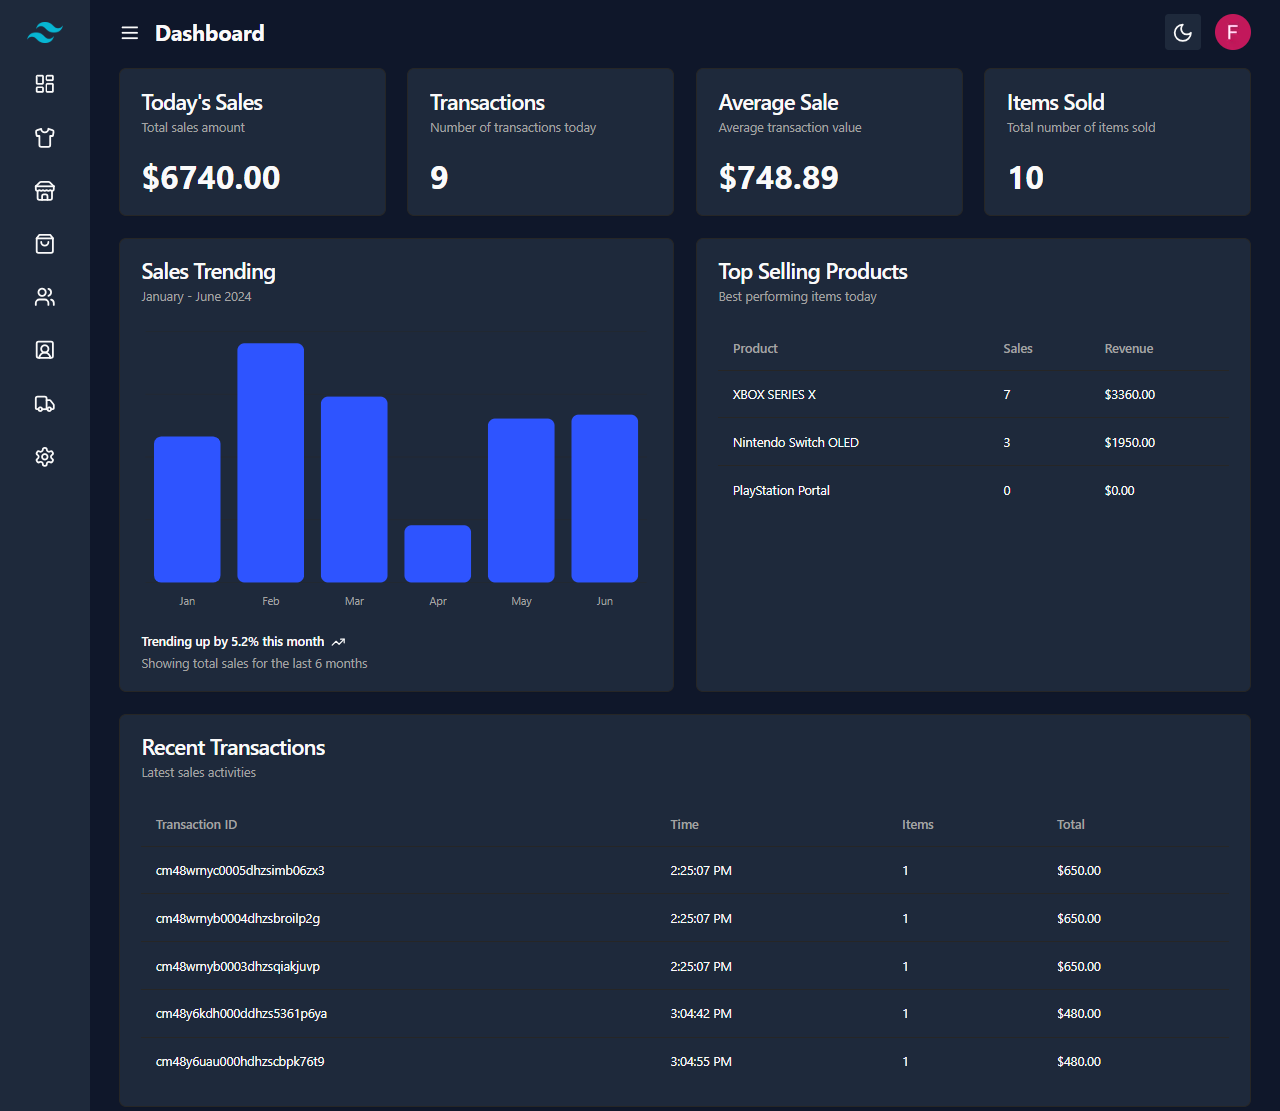 Dashboard
F
Today's Sales
Total sales amount
$6740.00
Transactions
Number of transactions today
9
Average Sale
Average transaction value
$748.89
Items Sold
Total number of items sold
10
Sales Trending
January - June 2024
Jan Feb Mar Apr May Jun
Trending up by 5.2% this month
Showing total sales for the last 6 months
Top Selling Products
Best performing items today
Product Sales Revenue
XBOX SERIES X 7 $3360.00
Nintendo Switch OLED 3 $1950.00
PlayStation Portal 0 $0.00
Recent Transactions
Latest sales activities
Transaction ID Time Items Total
cm48wrnyc0005dhzsimb06zx3 2:25:07 PM 1 $650.00
cm48wrnyb0004dhzsbroilp2g 2:25:07 PM 1 $650.00
cm48wrnyb0003dhzsqiakjuvp 2:25:07 PM 1 $650.00
cm48y6kdh000ddhzs5361p6ya 3:04:42 PM 1 $480.00
cm48y6uau000hdhzscbpk76t9 3:04:55 PM 1 $480.00